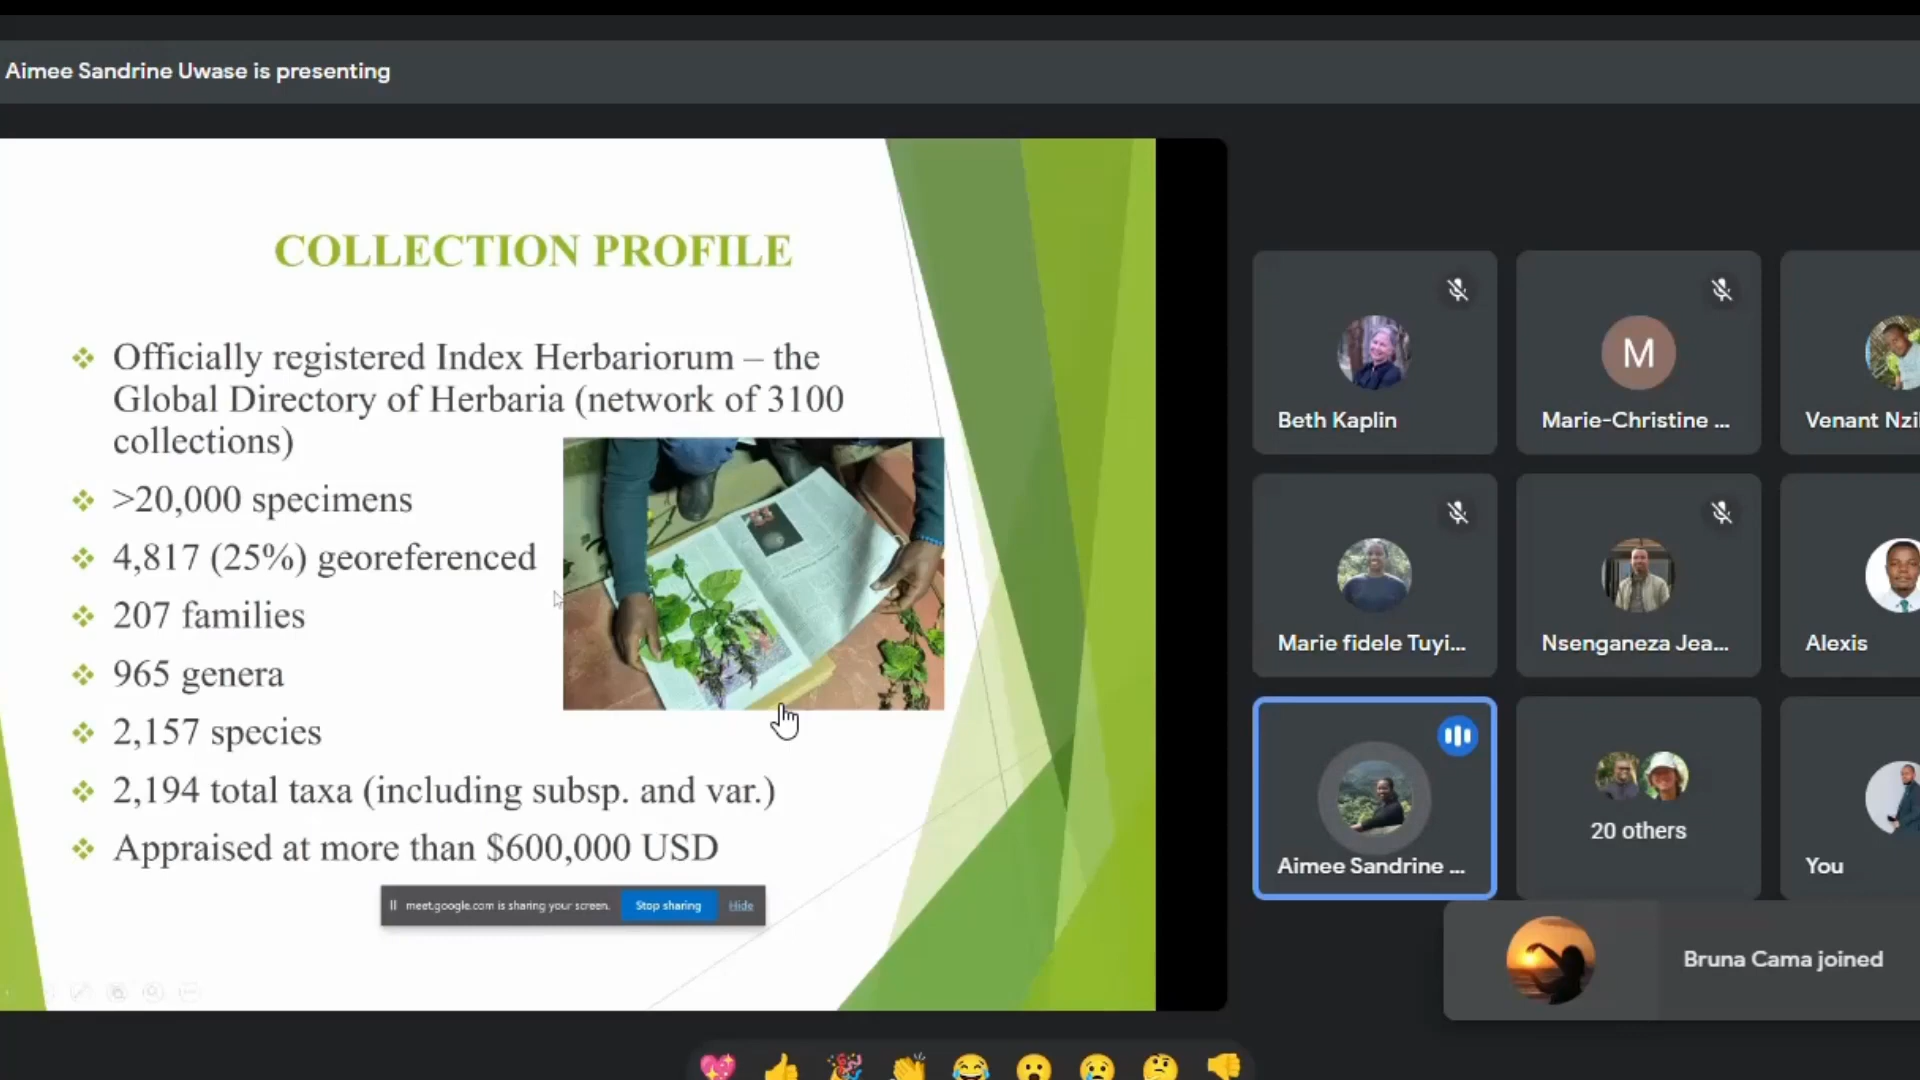 Aimee Sandrine Uwase is presenting
COLLECTION PROFILE
Officially registered Index Herbariorum – the
Global Directory of Herbaria (network of 3100
collections)
>20,000 specimens
4,817 (25%) georeferenced
207 families
965 genera
2,157 species
2,194 total taxa (including subsp. and var.)
Appraised at more than $600,000 USD
meet.google.com is sharing your screen.
Stop sharing
Hide
Beth Kaplin
M
Marie-Christine ...
Venant Nzi
Marie fidele Tuyi...
Nsenganeza Jea...
Alexis
Aimee Sandrine ...
20 others
You
Bruna Cama joined